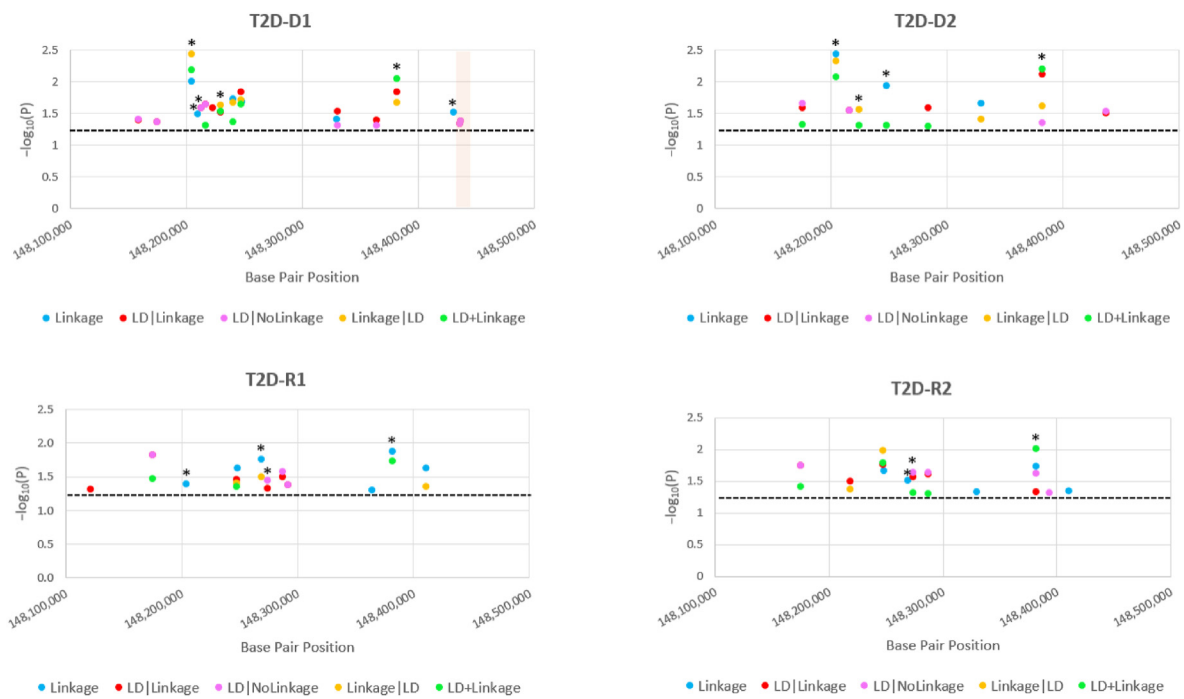 T2D-D1
* * * * * *
2.5
2
1.5
1
0.5
0
−log₁₀(P)
148,100,000 148,200,000 148,300,000 148,400,000 148,500,000
Base Pair Position
Linkage LD|Linkage LD|NoLinkage Linkage|LD LD+Linkage
T2D-D2
* * * *
2.5
2
1.5
1
0.5
0
−log₁₀(P)
148,100,000 148,200,000 148,300,000 148,400,000 148,500,000
Base Pair Position
Linkage LD|Linkage LD|NoLinkage Linkage|LD LD+Linkage
T2D-R1
* * * *
2.5
2.0
1.5
1.0
0.5
0.0
−log₁₀(P)
148,100,000 148,200,000 148,300,000 148,400,000 148,500,000
Base Pair Position
Linkage LD|Linkage LD|NoLinkage Linkage|LD LD+Linkage
T2D-R2
* * *
2.5
2
1.5
1
0.5
0
−log₁₀(P)
148,100,000 148,200,000 148,300,000 148,400,000 148,500,000
Base Pair Position
Linkage LD|Linkage LD|NoLinkage Linkage|LD LD+Linkage